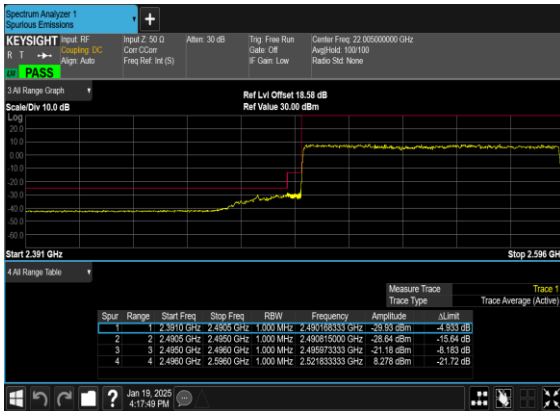 Spectrum Analyzer 1
Spurious Emissions
KEYSIGHT
R T
LXI
PASS
Input: RF
Coupling: DC
Align: Auto
Input Z: 50 Ω
Corr CCorr
Freq Ref: Int (S)
Atten: 30 dB
Trig: Free Run
Gate: Off
IF Gain: Low
Center Freq: 22.005000000 GHz
Avg|Hold: 100/100
Radio Std: None
3 All Range Graph
Scale/Div 10.0 dB
Ref Lvl Offset 18.58 dB
Ref Value 30.00 dBm
Log
20.0
10.0
0.00
-10.0
-20.0
-30.0
-40.0
-50.0
-60.0
Start 2.391 GHz
Stop 2.596 GH
4 All Range Table
Measure Trace Trace 1
Trace Type Trace Average (Active)
Spur Range Start Freq Stop Freq RBW Frequency Amplitude ΔLimit
1 1 2.3910 GHz 2.4905 GHz 1.000 MHz 2.490168333 GHz -29.93 dBm -4.933 dB
2 2 2.4905 GHz 2.4950 GHz 1.000 MHz 2.490815000 GHz -28.64 dBm -15.64 dB
3 3 2.4950 GHz 2.4960 GHz 1.000 MHz 2.495973333 GHz -21.18 dBm -8.183 dB
4 4 2.4960 GHz 2.5960 GHz 1.000 MHz 2.521833333 GHz 8.278 dBm -21.72 dB
Jan 19, 2025
4:17:49 PM